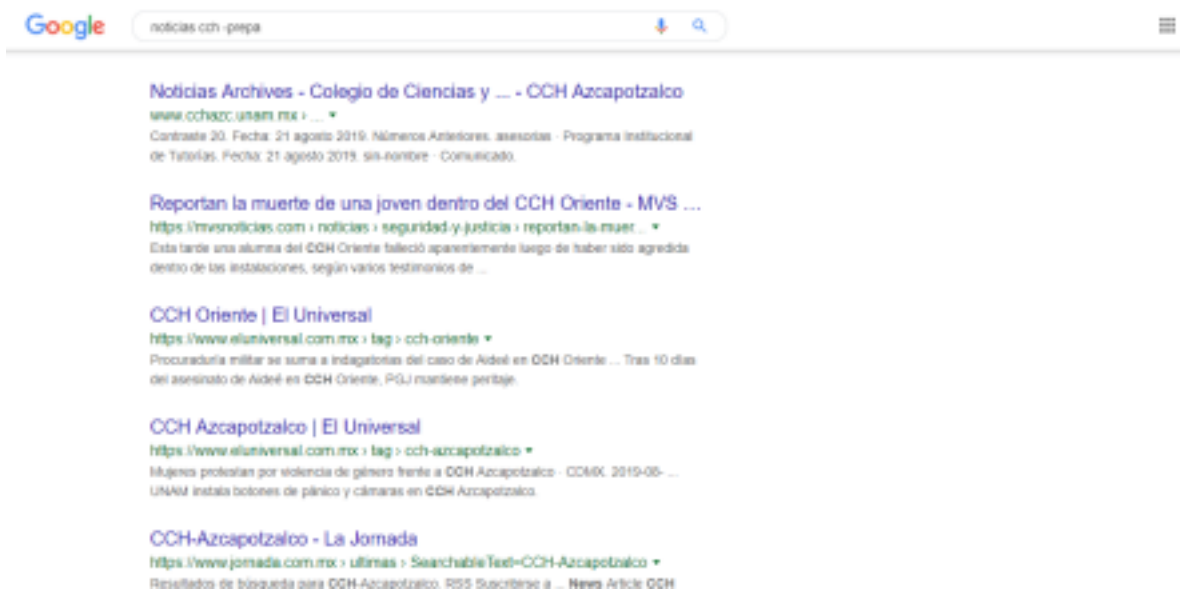 Google
noticias cch -prepa
Noticias Archives - Colegio de Ciencias y ... - CCH Azcapotzalco
www.cchazc.unam.mx › ...
Contraste 20. Fecha: 21 agosto 2019. Números Anteriores. asesorias · Programa Institucional
de Tutorías. Fecha: 21 agosto 2019. sin-nombre · Comunicado.
Reportan la muerte de una joven dentro del CCH Oriente - MVS ...
https://mvsnoticias.com › noticias › seguridad-y-justicia › reportan-la-muer...
Esta tarde una alumna del CCH Oriente falleció aparentemente luego de haber sido agredida
dentro de las instalaciones, según varios testimonios de ...
CCH Oriente | El Universal
https://www.eluniversal.com.mx › tag › cch-oriente
Procuraduría militar se suma a indagatorias del caso de Aideé en CCH Oriente ... Tras 10 días
del asesinato de Aideé en CCH Oriente, PGJ mantiene peritaje.
CCH Azcapotzalco | El Universal
https://www.eluniversal.com.mx › tag › cch-azcapotzalco
Mujeres protestan por violencia de género frente a CCH Azcapotzalco · CDMX. 2019-08- ...
UNAM instala botones de pánico y cámaras en CCH Azcapotzalco.
CCH-Azcapotzalco - La Jornada
https://www.jornada.com.mx › ultimas › SearchableText=CCH-Azcapotzalco
Resultados de búsqueda para CCH-Azcapotzalco. RSS Suscribirse a ... News Article CCH